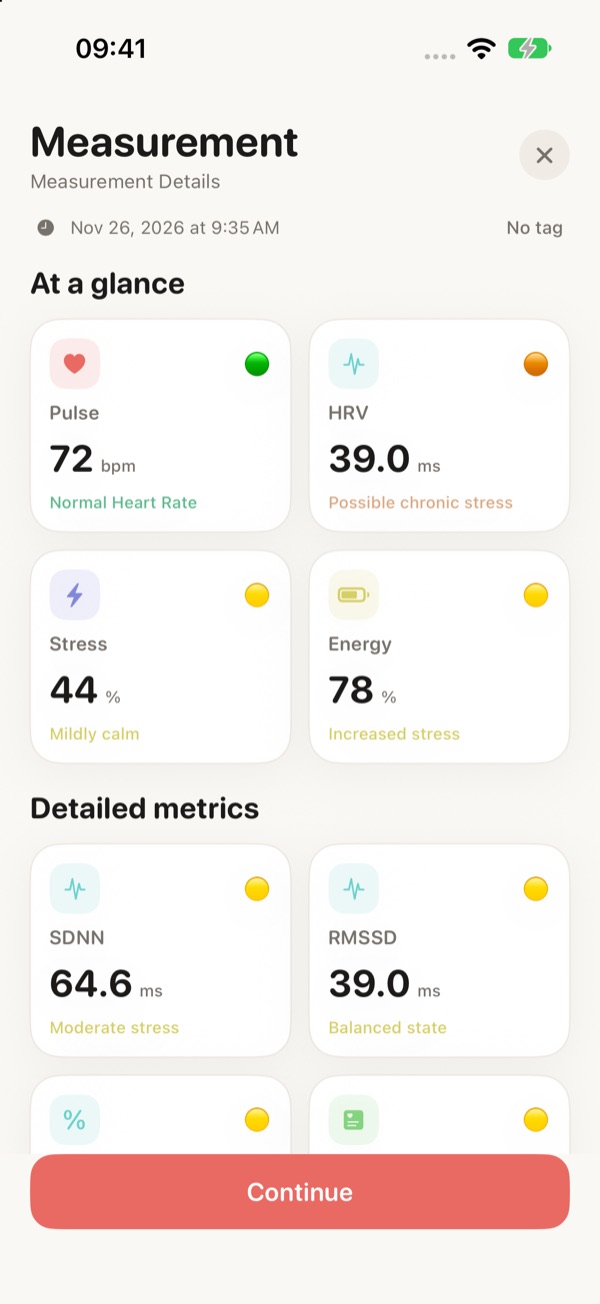 09:41
Measurement
Measurement Details
Nov 26, 2026 at 9:35 AM
No tag
At a glance
Pulse
72 bpm
Normal Heart Rate
HRV
39.0 ms
Possible chronic stress
Stress
44 %
Mildly calm
Energy
78 %
Increased stress
Detailed metrics
SDNN
64.6 ms
Moderate stress
RMSSD
39.0 ms
Balanced state
%
Continue